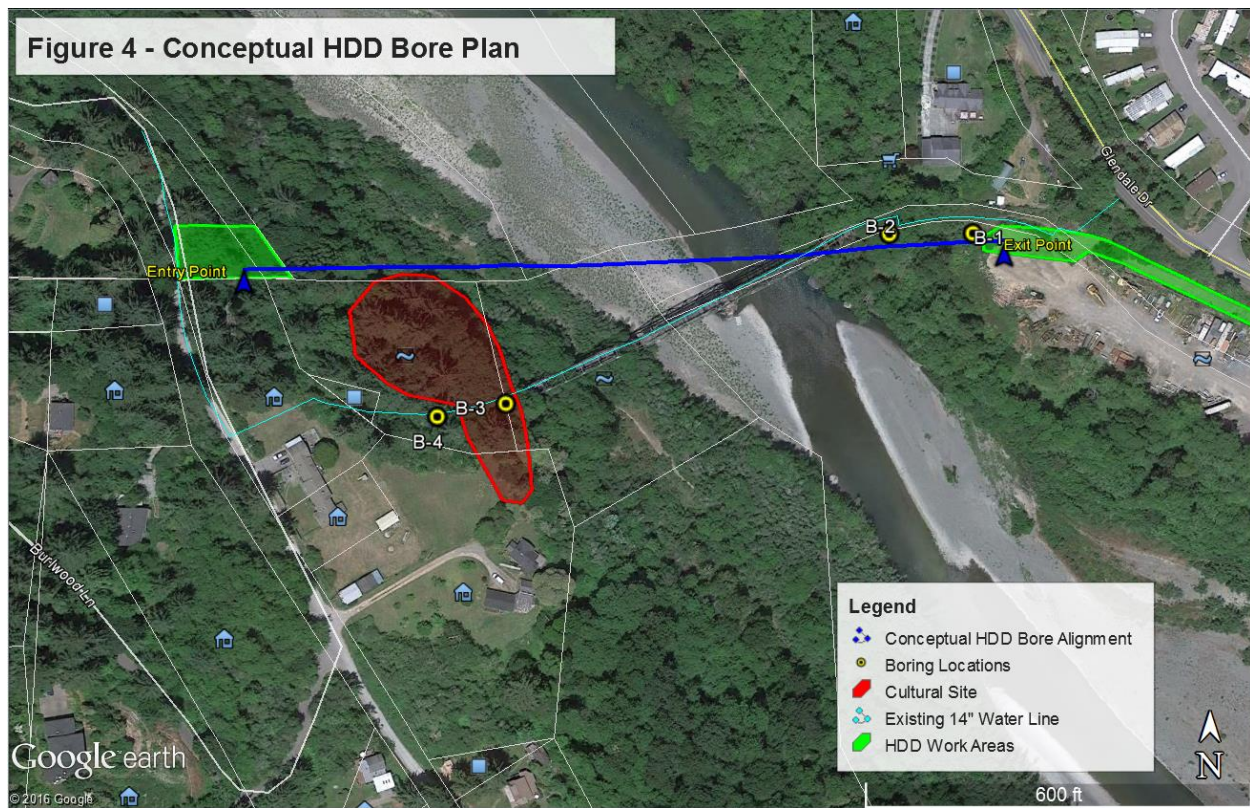 Figure 4 - Conceptual HDD Bore Plan
Glendale Dr
B-2
B-1
Exit Point
Entry Point
B-3
B-4
Burlwood Ln
Legend
Conceptual HDD Bore Alignment
Boring Locations
Cultural Site
Existing 14" Water Line
HDD Work Areas
N
Google earth
© 2016 Google
600 ft